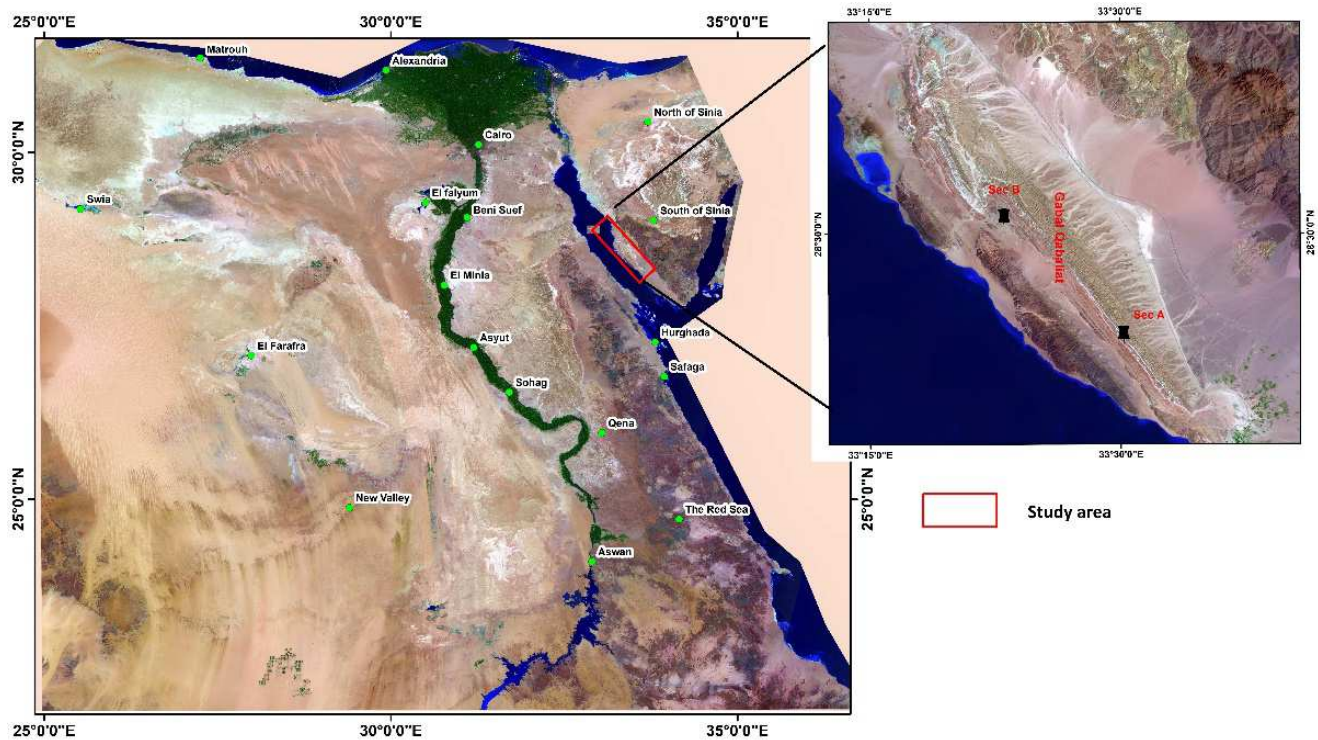 25°0'0"E
30°0'0"E
35°0'0"E
33°15'0"E
33°30'0"E
Matrouh
Alexandria
North of Sinia
Cairo
30°0'0"N
Swia
El faiyum
Beni Suef
South of Sinia
Sec B
Gabal Qabaliat
28°30'0"N
28°30'0"N
El Minia
Sec A
Hurghada
El Farafra
Asyut
Safaga
Sohag
Qena
33°15'0"E
33°30'0"E
New Valley
The Red Sea
25°0'0"N
25°0'0"N
Study area
Aswan
25°0'0"E
30°0'0"E
35°0'0"E